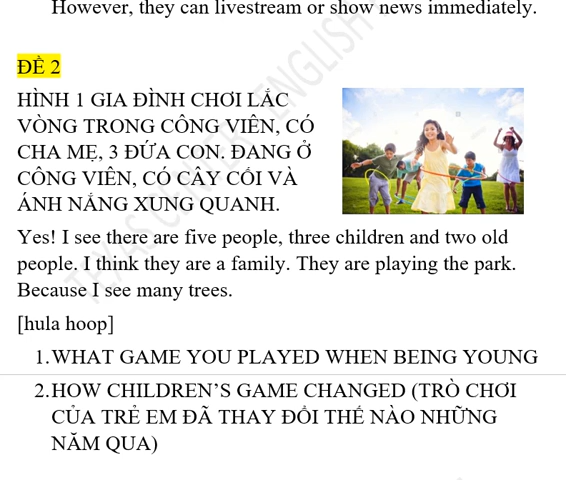 However, they can livestream or show news immediately.
ĐỀ 2
HÌNH 1 GIA ĐÌNH CHƠI LẮC
VÒNG TRONG CÔNG VIÊN, CÓ
CHA MẸ, 3 ĐỨA CON. ĐANG Ở
CÔNG VIÊN, CÓ CÂY CỐI VÀ
ÁNH NẮNG XUNG QUANH.
Yes! I see there are five people, three children and two old
people. I think they are a family. They are playing the park.
Because I see many trees.
[hula hoop]
1. WHAT GAME YOU PLAYED WHEN BEING YOUNG
2. HOW CHILDREN’S GAME CHANGED (TRÒ CHƠI
CỦA TRẺ EM ĐÃ THAY ĐỔI THẾ NÀO NHỮNG
NĂM QUA)